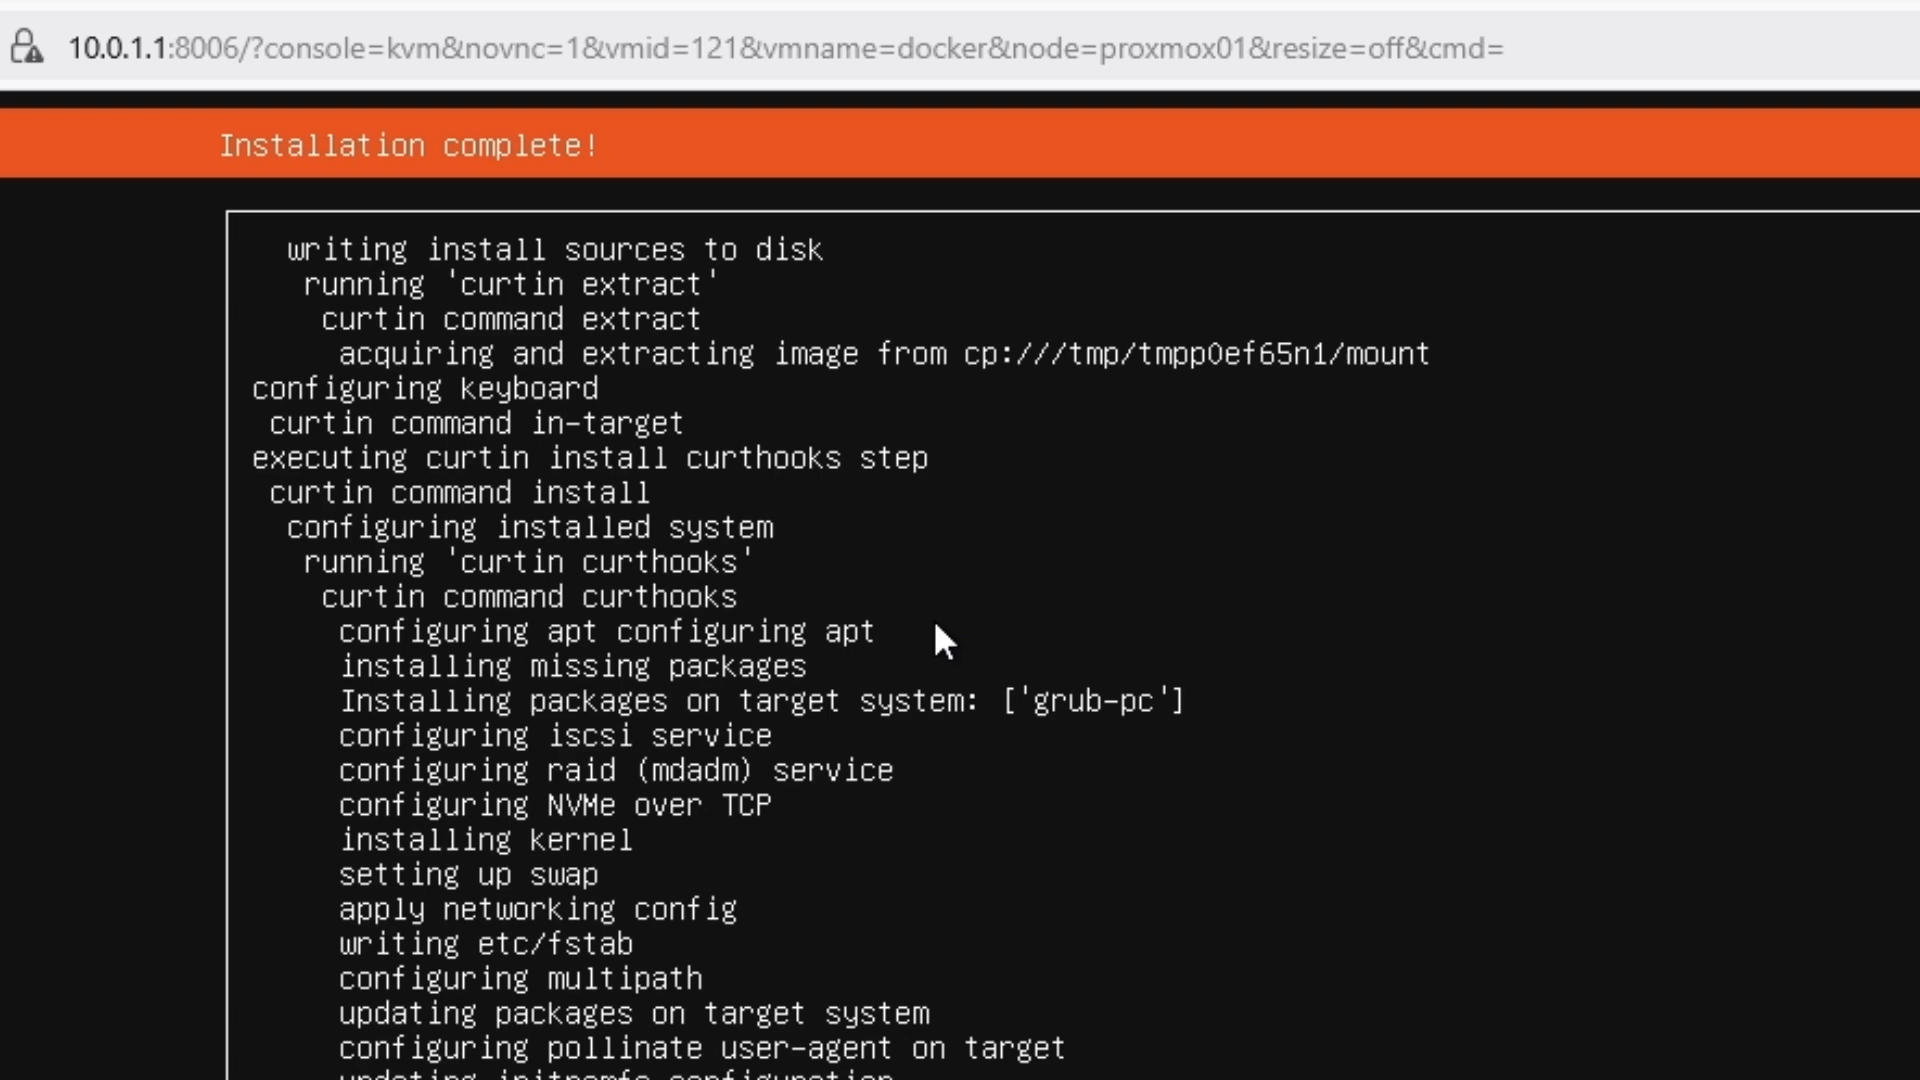 10.0.1.1:8006/?console=kvm&novnc=1&vmid=121&vmname=docker&node=proxmox01&resize=off&cmd=
Installation complete!
writing install sources to disk
running 'curtin extract'
curtin command extract
acquiring and extracting image from cp:///tmp/tmpp0ef65n1/mount
configuring keyboard
curtin command in-target
executing curtin install curthooks step
curtin command install
configuring installed system
running 'curtin curthooks'
curtin command curthooks
configuring apt configuring apt
installing missing packages
Installing packages on target system: ['grub-pc']
configuring iscsi service
configuring raid (mdadm) service
configuring NVMe over TCP
installing kernel
setting up swap
apply networking config
writing etc/fstab
configuring multipath
updating packages on target system
configuring pollinate user-agent on target
updating initramfs configuration